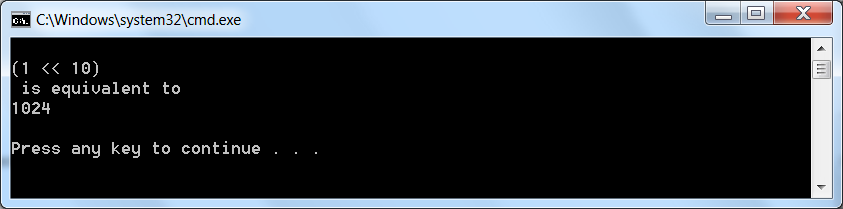 C:\Windows\system32\cmd.exe
(1 << 10)
 is equivalent to
1024
Press any key to continue . . .